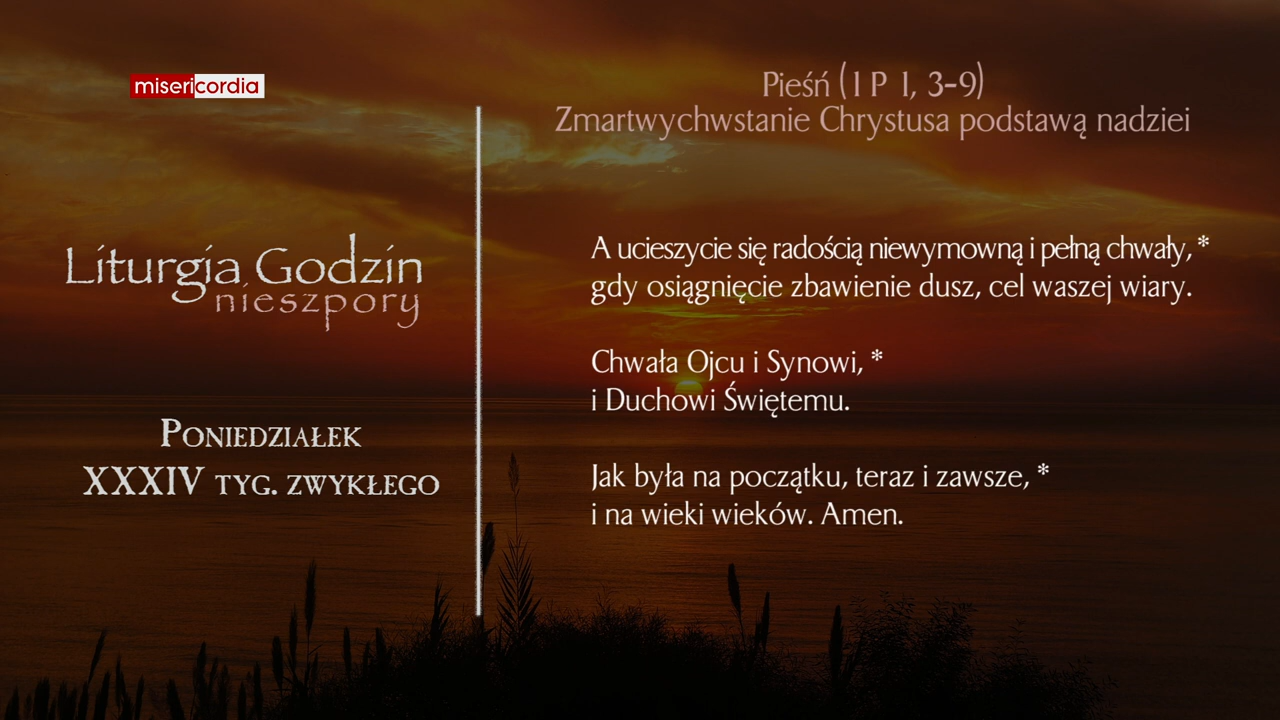 misericordia
Liturgia Godzin
nieszpory
Poniedziałek
XXXIV tyg. zwykłego
Pieśń (1 P 1, 3-9)
Zmartwychwstanie Chrystusa podstawą nadziei
A ucieszycie się radością niewymowną i pełną chwały, *
gdy osiągnięcie zbawienie dusz, cel waszej wiary.
Chwała Ojcu i Synowi, *
i Duchowi Świętemu.
Jak była na początku, teraz i zawsze, *
i na wieki wieków. Amen.